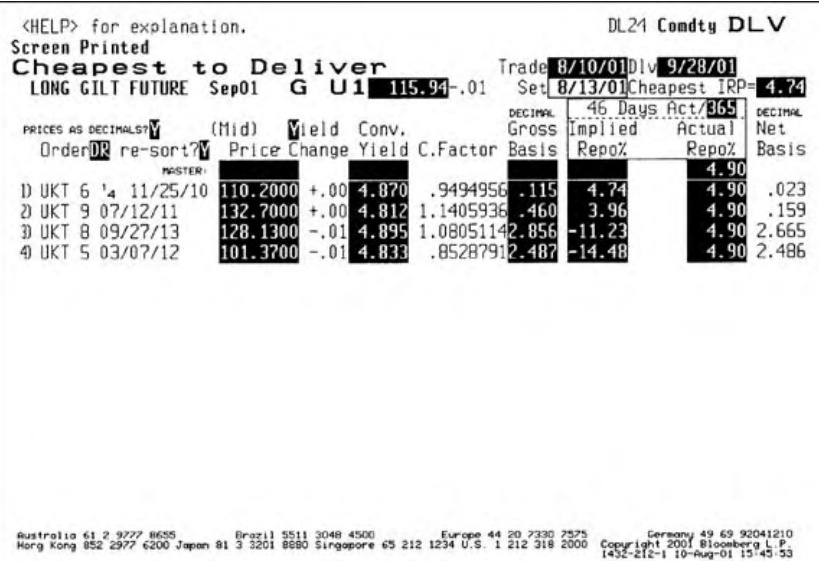 <HELP> for explanation. DL24 Comdty DLV
Screen Printed
Cheapest to Deliver Trade 8/10/01 Dlv 9/28/01
LONG GILT FUTURE Sep01 G U1 115.94 -.01 Set 8/13/01 Cheapest IRP= 4.74
DECIMAL 46 Days Act/365 DECIMAL
PRICES AS DECIMALS? Y (Mid) Yield Conv. Gross Implied Actual Net
Order DR re-sort? Y Price Change Yield C.Factor Basis Repo% Repo% Basis
MASTER: 4.90
1) UKT 6 ¼ 11/25/10 110.2000 +.00 4.870 .9494956 .115 4.74 4.90 .023
2) UKT 9 07/12/11 132.7000 +.00 4.812 1.1405936 .460 3.96 4.90 .159
3) UKT 8 09/27/13 128.1300 -.01 4.895 1.0805114 2.856 -11.23 4.90 2.665
4) UKT 5 03/07/12 101.3700 -.01 4.833 .8528791 2.487 -14.48 4.90 2.486
Australia 61 2 9777 8655 Brazil 5511 3048 4500 Europe 44 20 7330 7575 Germany 49 69 92041210
Hong Kong 852 2977 6200 Japan 81 3 3201 8880 Singapore 65 212 1234 U.S. 1 212 318 2000 Copyright 2001 Bloomberg L.P.
1432-212-1 10-Aug-01 15:45:53